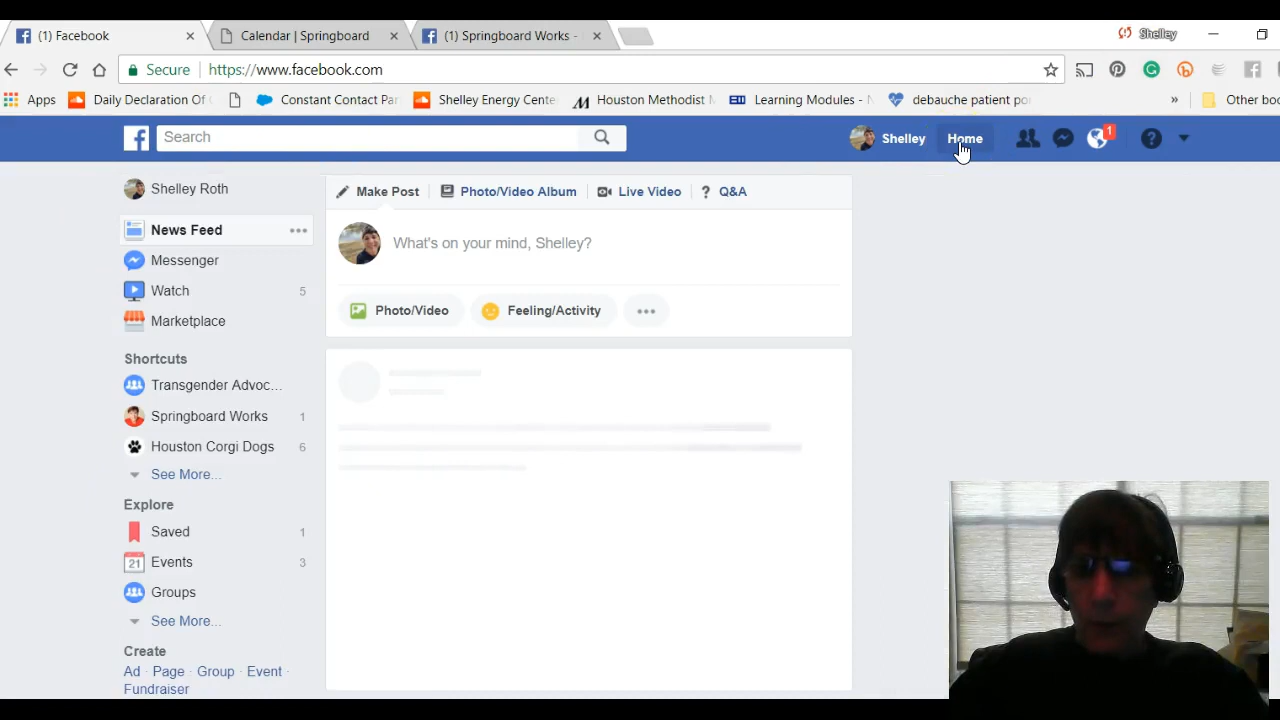 (1) Facebook
Calendar | Springboard
(1) Springboard Works -
Shelley
Secure
https://www.facebook.com
Apps
Daily Declaration Of
Constant Contact Par
Shelley Energy Cente
Houston Methodist
Learning Modules -
debauche patient po
»
Other boo
Search
Shelley
Home
1
Shelley Roth
News Feed
Messenger
Watch 5
Marketplace
Shortcuts
Transgender Advoc...
Springboard Works 1
Houston Corgi Dogs 6
See More...
Explore
Saved 1
21 Events 3
Groups
See More...
Create
Ad · Page · Group · Event ·
Fundraiser
Make Post
Photo/Video Album
Live Video
? Q&A
What's on your mind, Shelley?
Photo/Video
Feeling/Activity